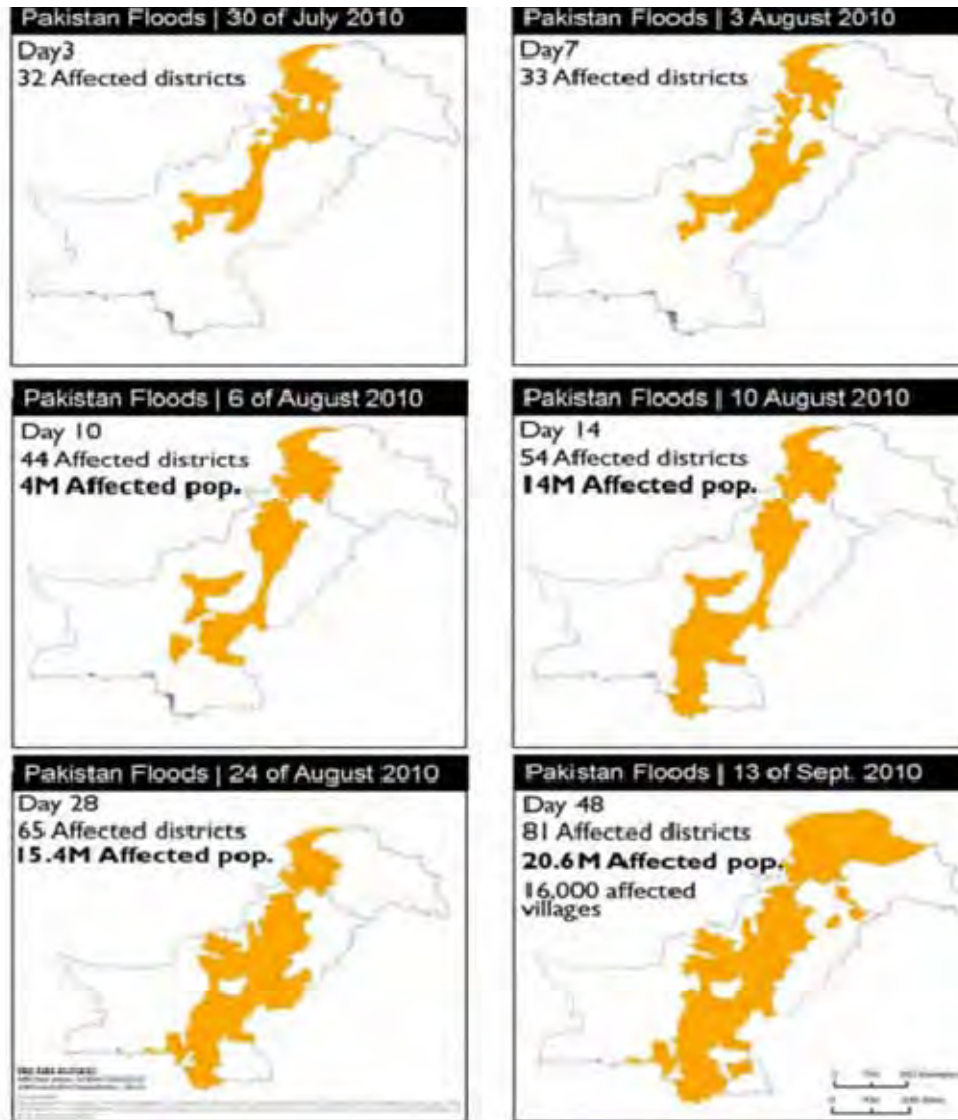 Pakistan Floods | 30 of July 2010
Day3
32 Affected districts
Pakistan Floods | 3 August 2010
Day7
33 Affected districts
Pakistan Floods | 6 of August 2010
Day 10
44 Affected districts
4M Affected pop.
Pakistan Floods | 10 August 2010
Day 14
54 Affected districts
14M Affected pop.
Pakistan Floods | 24 of August 2010
Day 28
65 Affected districts
15.4M Affected pop.
Pakistan Floods | 13 of Sept. 2010
Day 48
81 Affected districts
20.6M Affected pop.
16,000 affected
villages